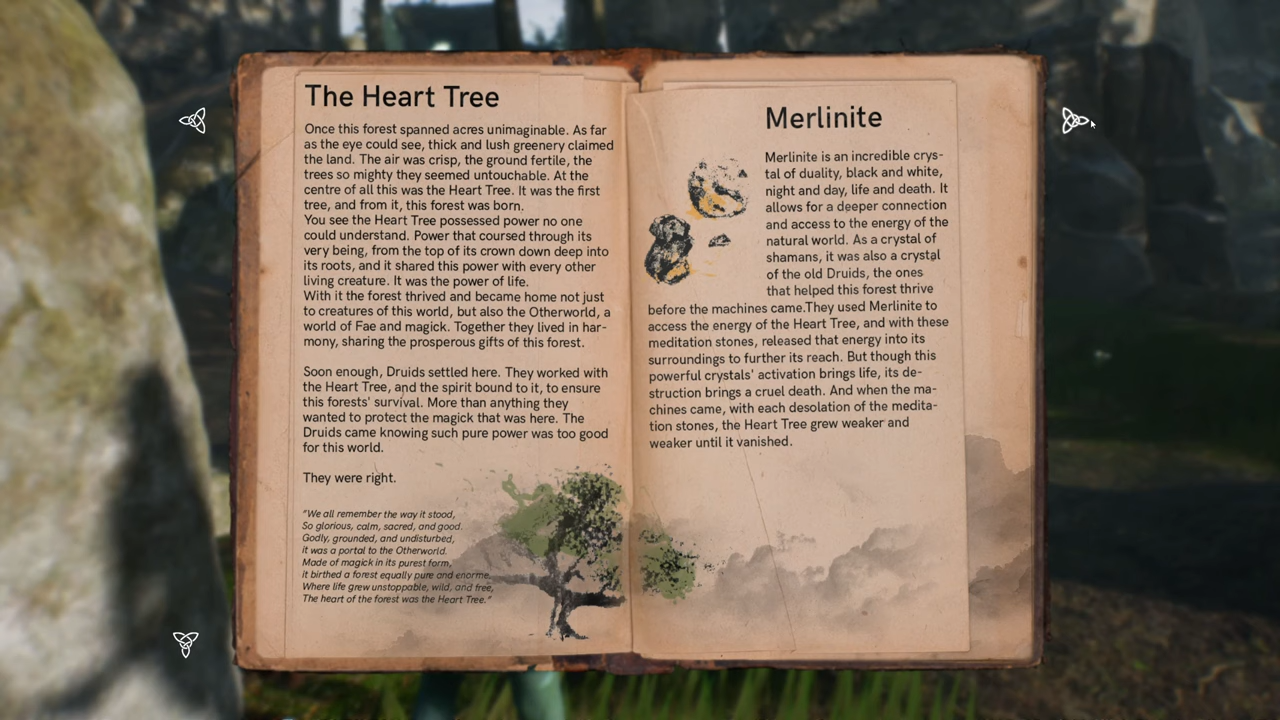 The Heart Tree
Once this forest spanned acres unimaginable. As far
as the eye could see, thick and lush greenery claimed
the land. The air was crisp, the ground fertile, the
trees so mighty they seemed untouchable. At the
centre of all this was the Heart Tree. It was the first
tree, and from it, this forest was born.
You see the Heart Tree possessed power no one
could understand. Power that coursed through its
very being, from the top of its crown down deep into
its roots, and it shared this power with every other
living creature. It was the power of life.
With it the forest thrived and became home not just
to creatures of this world, but also the Otherworld, a
world of Fae and magick. Together they lived in har-
mony, sharing the prosperous gifts of this forest.
Soon enough, Druids settled here. They worked with
the Heart Tree, and the spirit bound to it, to ensure
this forests' survival. More than anything they
wanted to protect the magick that was here. The
Druids came knowing such pure power was too good
for this world.
They were right.
"We all remember the way it stood,
So glorious, calm, sacred, and good.
Godly, grounded, and undisturbed,
it was a portal to the Otherworld.
Made of magick in its purest form,
it birthed a forest equally pure and enorme.
Where life grew unstoppable, wild, and free,
The heart of the forest was the Heart Tree."
Merlinite
Merlinite is an incredible crys-
tal of duality, black and white,
night and day, life and death. It
allows for a deeper connection
and access to the energy of the
natural world. As a crystal of
shamans, it was also a crystal
of the old Druids, the ones
that helped this forest thrive
before the machines came.They used Merlinite to
access the energy of the Heart Tree, and with these
meditation stones, released that energy into its
surroundings to further its reach. But though this
powerful crystals' activation brings life, its de-
struction brings a cruel death. And when the ma-
chines came, with each desolation of the medita-
tion stones, the Heart Tree grew weaker and
weaker until it vanished.